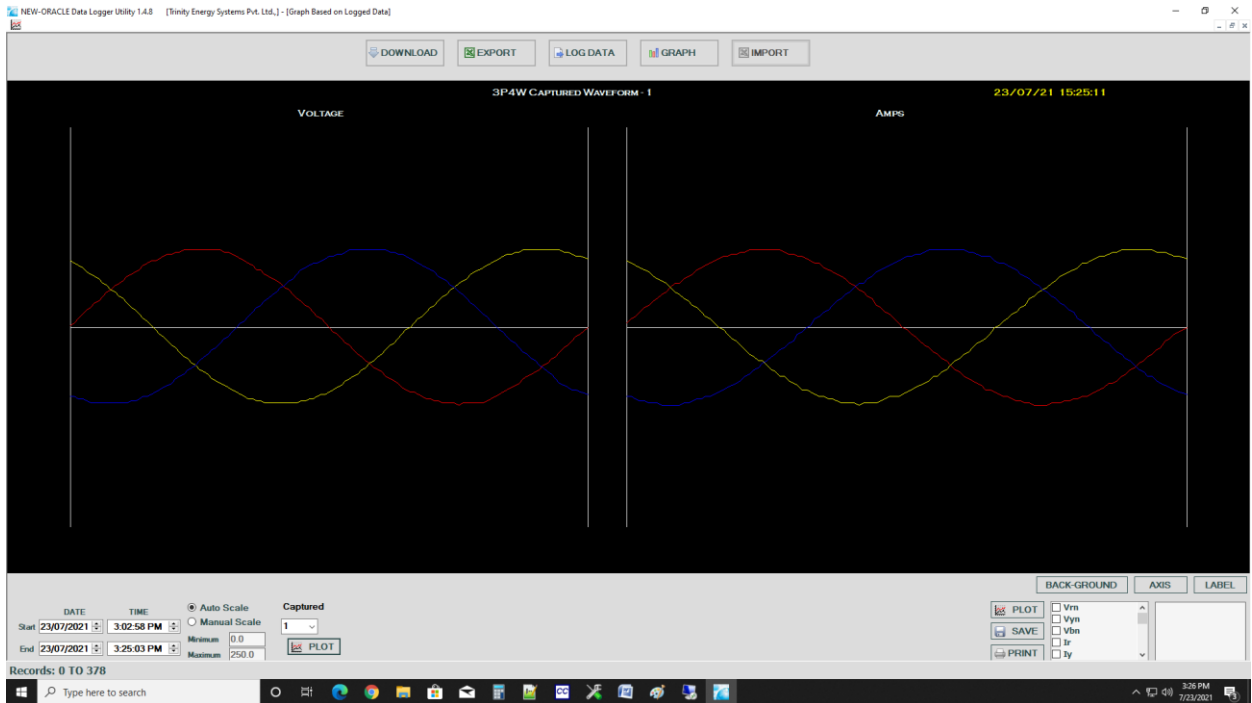 NEW-ORACLE Data Logger Utility 1.4.8 [Trinity Energy Systems Pvt. Ltd.,] - [Graph Based on Logged Data]
DOWNLOAD EXPORT LOG DATA GRAPH IMPORT
3P4W CAPTURED WAVEFORM - 1 23/07/21 15:25:11
VOLTAGE AMPS
BACK-GROUND AXIS LABEL
DATE TIME Auto Scale Captured PLOT Vrn
Start 23/07/2021 3:02:58 PM Manual Scale 1 Vyn
Minimum 0.0 SAVE Vbn
End 23/07/2021 3:25:03 PM PLOT Ir
Maximum 250.0 PRINT Iy
Records: 0 TO 378
Type here to search CC 3:26 PM
7/23/2021